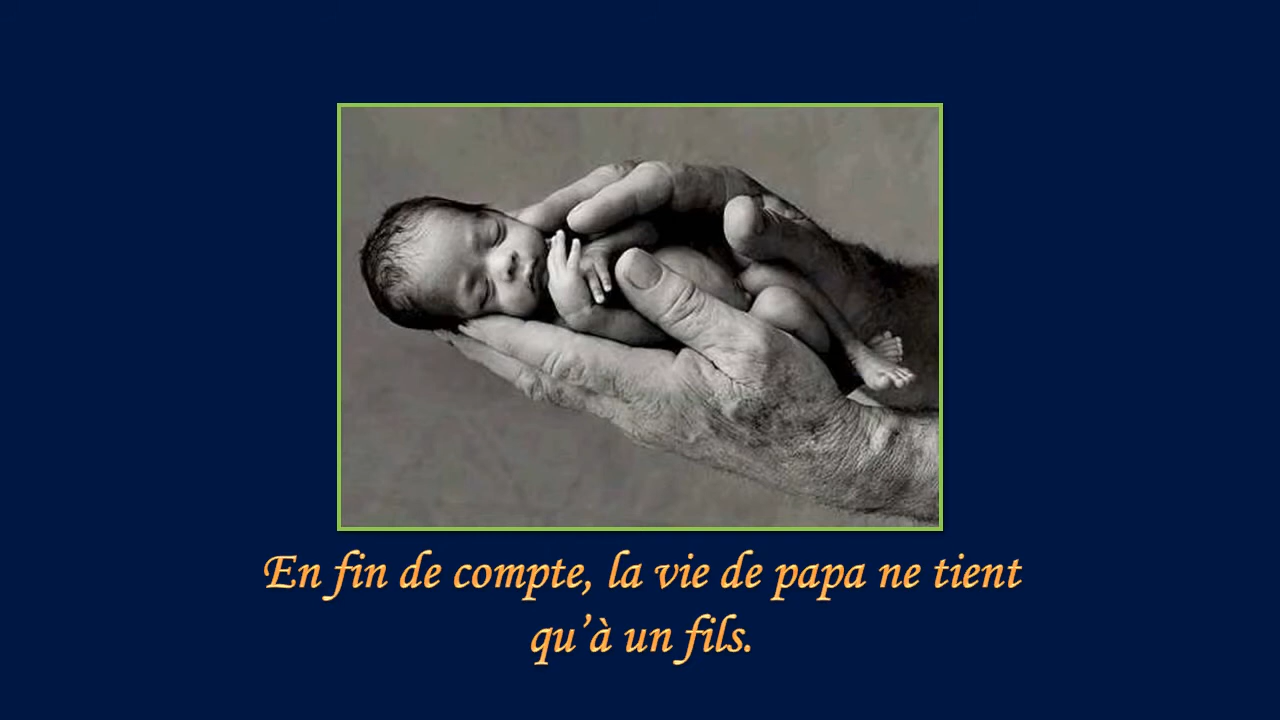 En fin de compte, la vie de papa ne tient
qu’à un fils.